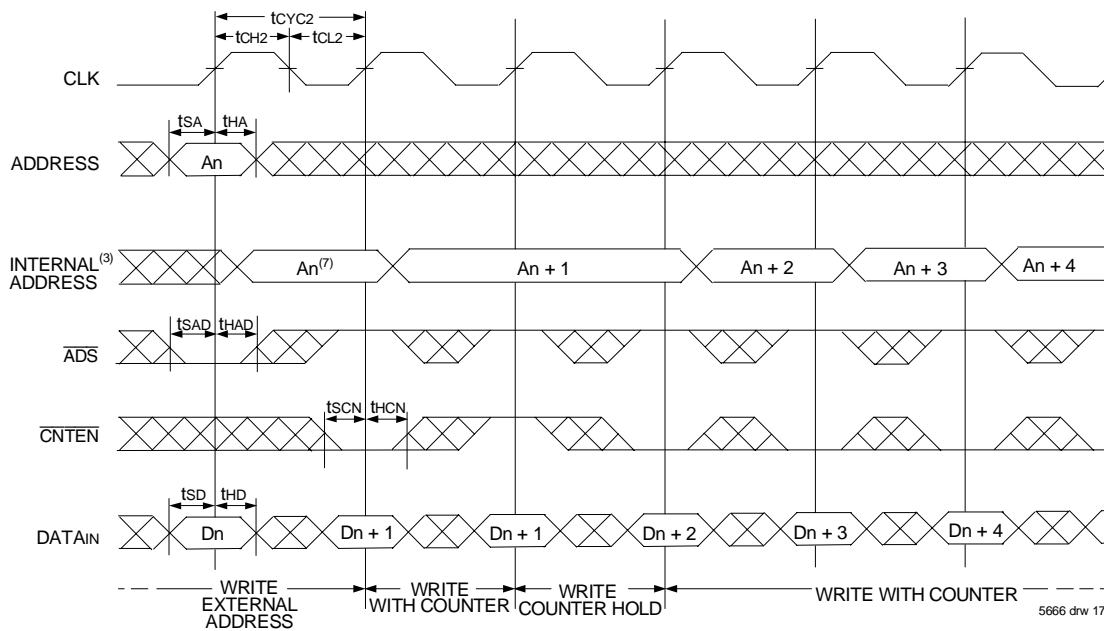 tCYC2
tCH2 tCL2
CLK
tSA tHA
ADDRESS An
INTERNAL(3)
ADDRESS An(7) An + 1 An + 2 An + 3 An + 4
tSAD tHAD
ADS
tSCN tHCN
CNTEN
tSD tHD
DATAIN Dn Dn + 1 Dn + 1 Dn + 2 Dn + 3 Dn + 4
WRITE
EXTERNAL
ADDRESS
WRITE
WITH COUNTER
WRITE
COUNTER HOLD
WRITE WITH COUNTER
5666 drw 17